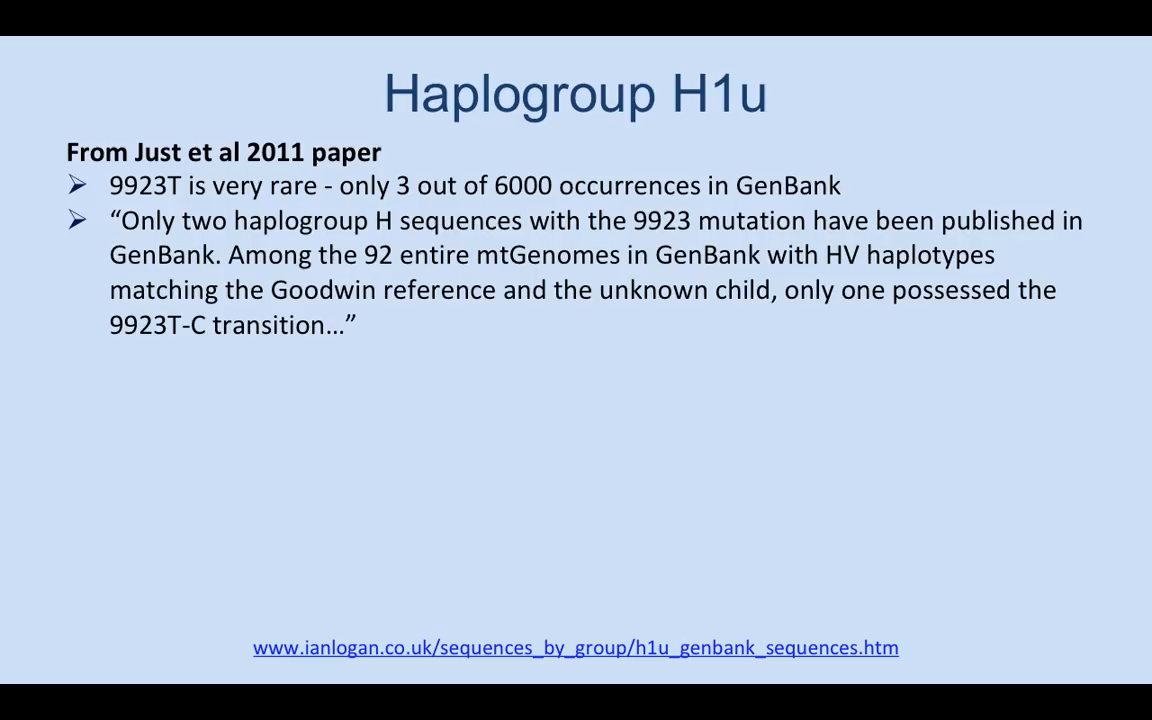 Haplogroup H1u
From Just et al 2011 paper
➢ 9923T is very rare - only 3 out of 6000 occurrences in GenBank
➢ “Only two haplogroup H sequences with the 9923 mutation have been published in
GenBank. Among the 92 entire mtGenomes in GenBank with HV haplotypes
matching the Goodwin reference and the unknown child, only one possessed the
9923T-C transition…”
www.ianlogan.co.uk/sequences_by_group/h1u_genbank_sequences.htm